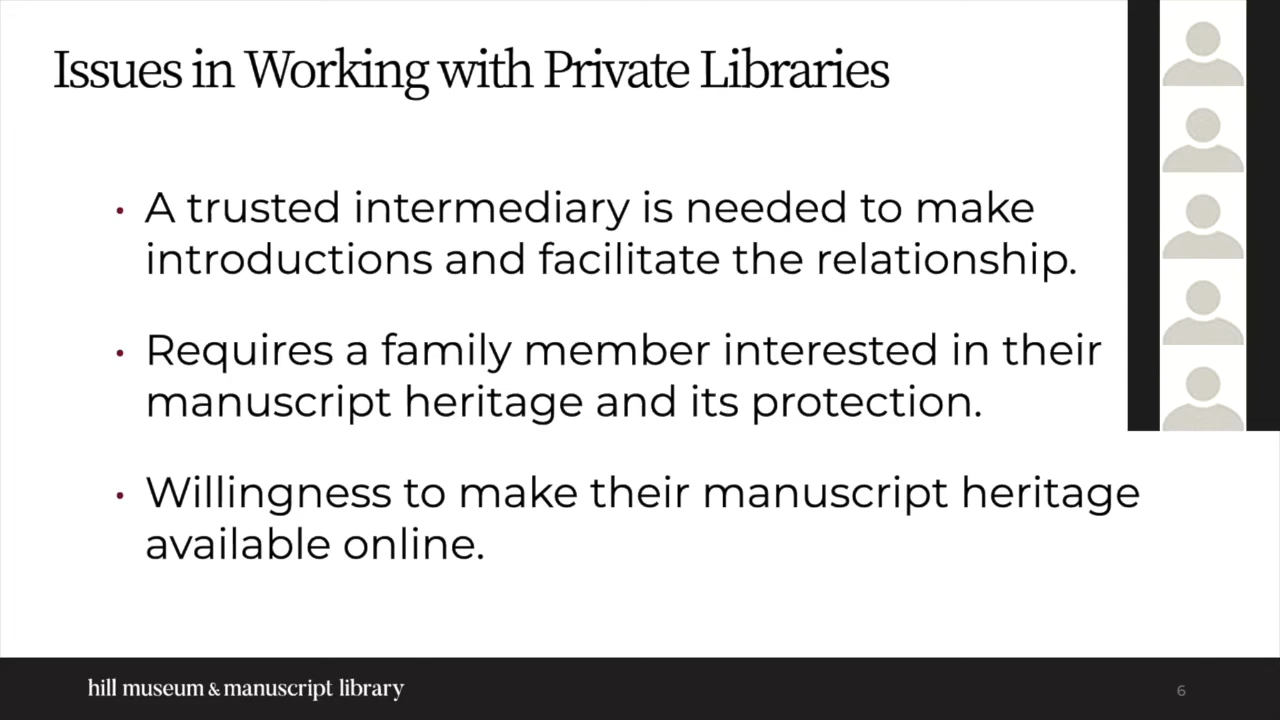 Issues in Working with Private Libraries
• A trusted intermediary is needed to make
introductions and facilitate the relationship.
• Requires a family member interested in their
manuscript heritage and its protection.
• Willingness to make their manuscript heritage
available online.
hill museum & manuscript library
6